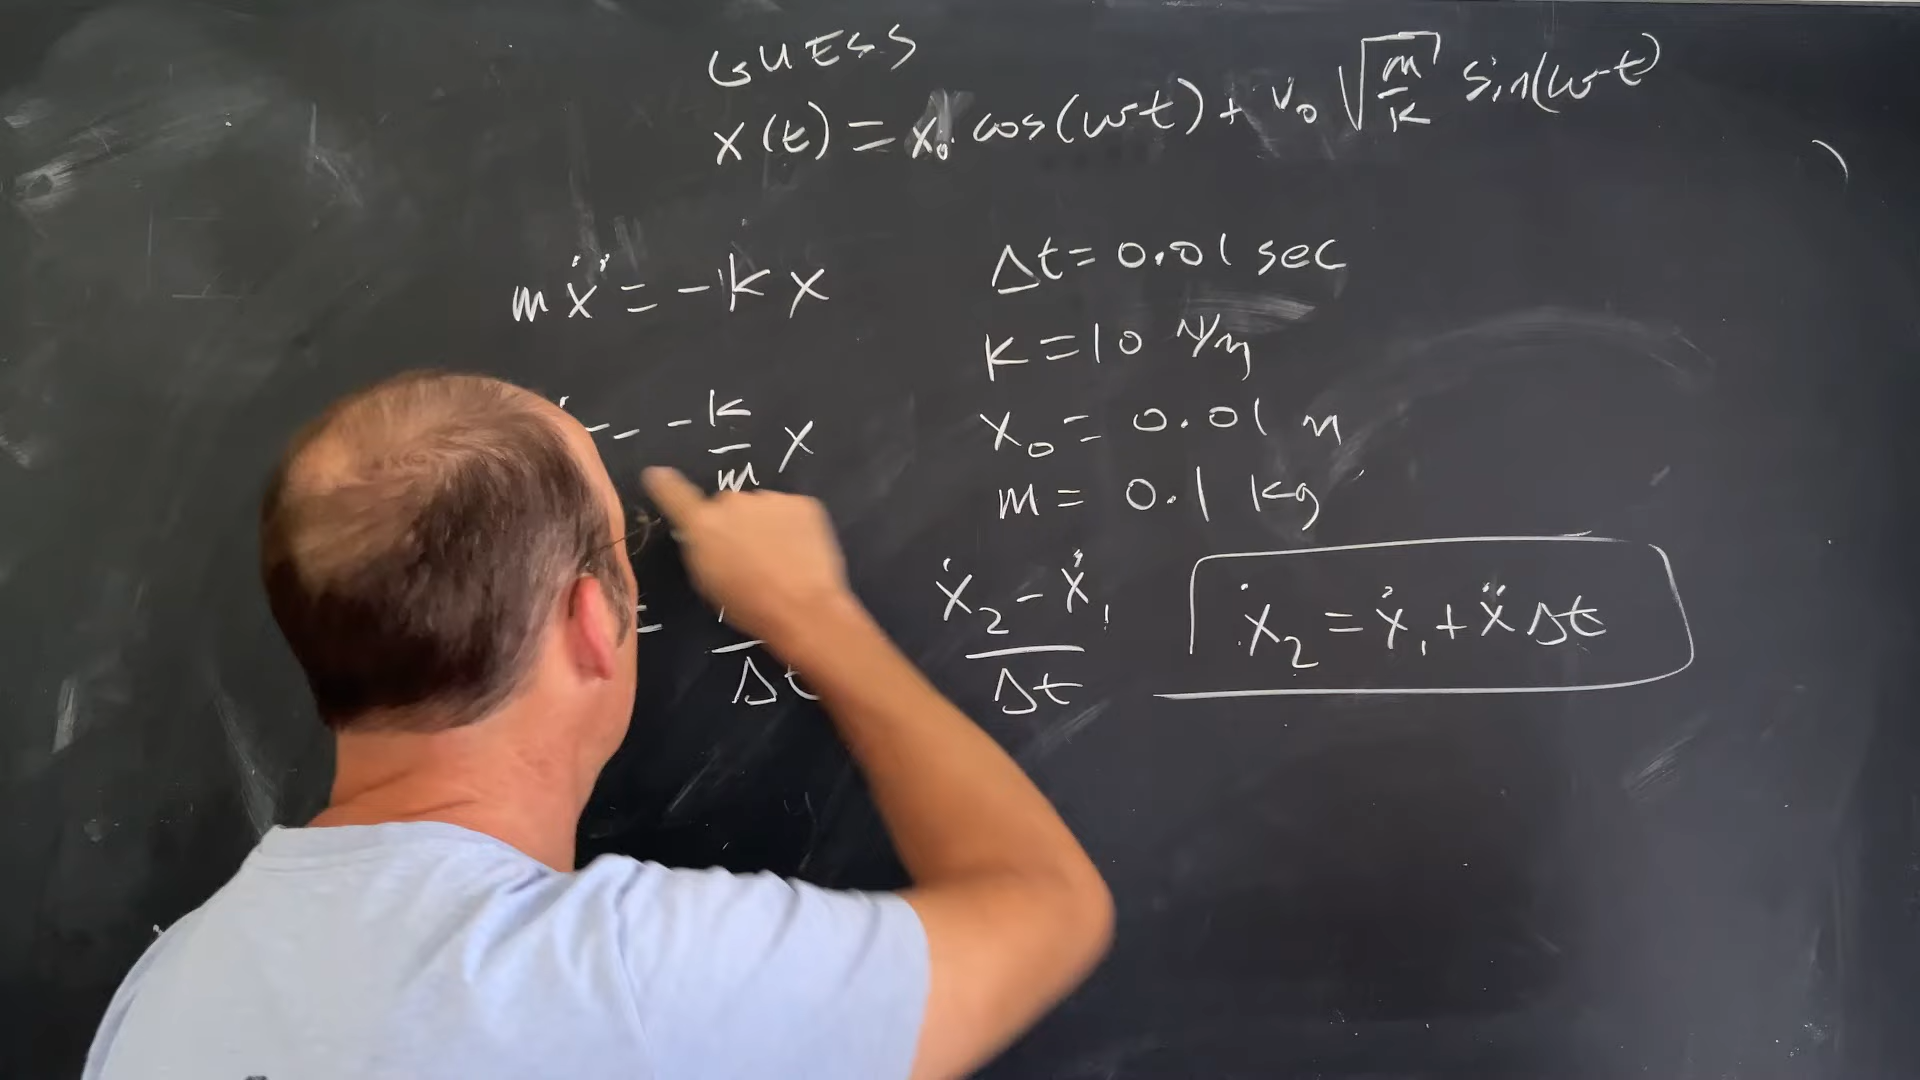 GUESS
x(t) = x₀ cos(ωt) + v₀ √(m/k) sin(ωt)
mẍ = -kx
Δt = 0.01 sec
k = 10 N/m
= -k/m x
x₀ = 0.01 m
m = 0.1 kg
= Δt
(ẋ₂ - ẋ₁)/Δt
ẋ₂ = ẋ₁ + ẍΔt